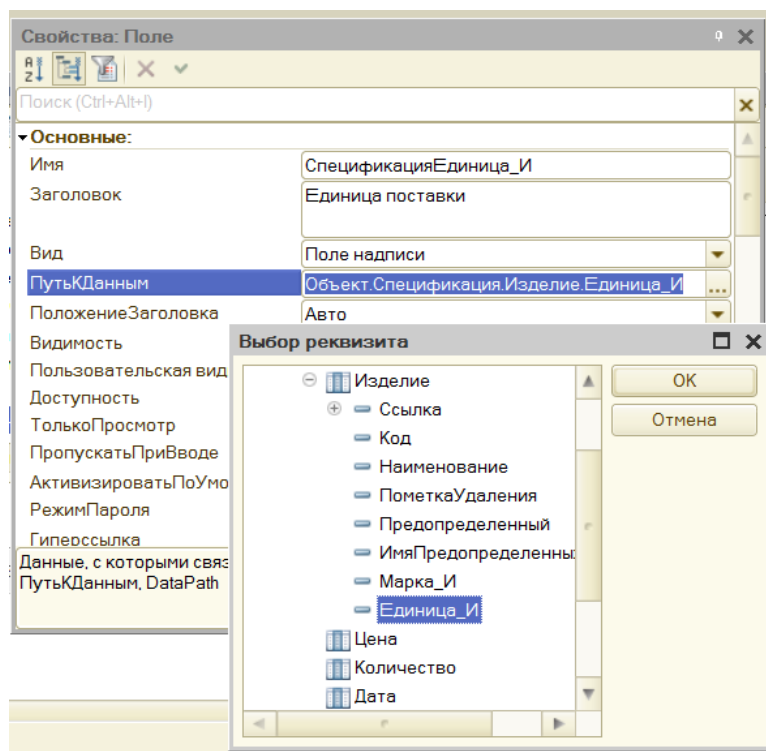 Свойства: Поле
Поиск (Ctrl+Alt+I)
Основные:
Имя
СпецификацияЕдиница_И
Заголовок
Единица поставки
Вид
Поле надписи
ПутьКДанным
Объект.Спецификация.Изделие.Единица_И
...
ПоложениеЗаголовка
Авто
Видимость
Пользовательская вид
Доступность
ТолькоПросмотр
ПропускатьПриВводе
АктивизироватьПоУмо
РежимПароля
Гиперссылка
Данные, с которыми связ
ПутьКДанным, DataPath
Выбор реквизита
Изделие
Ссылка
Код
Наименование
ПометкаУдаления
Предопределенный
ИмяПредопределенны
Марка_И
Единица_И
Цена
Количество
Дата
OK
Отмена